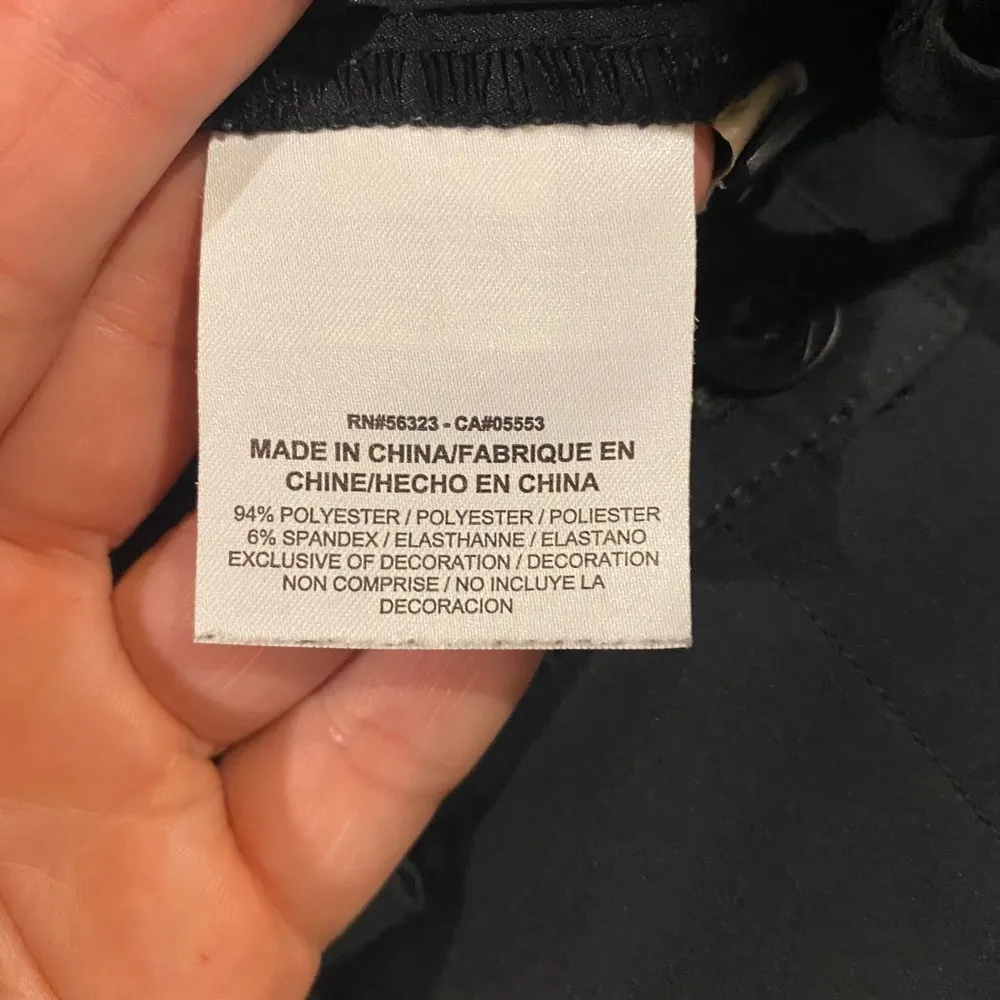 RN#56323 - CA#05553
MADE IN CHINA/FABRIQUE EN
CHINE/HECHO EN CHINA
94% POLYESTER / POLYESTER / POLIESTER
6% SPANDEX / ELASTHANNE / ELASTANO
EXCLUSIVE OF DECORATION / DECORATION
NON COMPRISE / NO INCLUYE LA
DECORACION